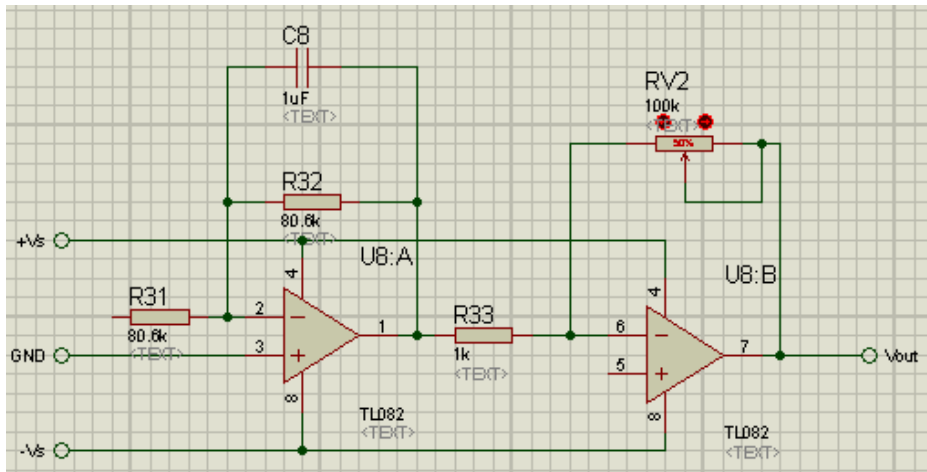 C8
1uF
<TEXT>
RV2
100k
<TEXT>
50%
R32
80.6k
<TEXT>
+Vs
U8:A
4
U8:B
4
R31
2
1
R33
6
80.6k
<TEXT>
GND
3
1k
<TEXT>
7
Vout
5
8
TL082
<TEXT>
8
TL082
<TEXT>
-Vs